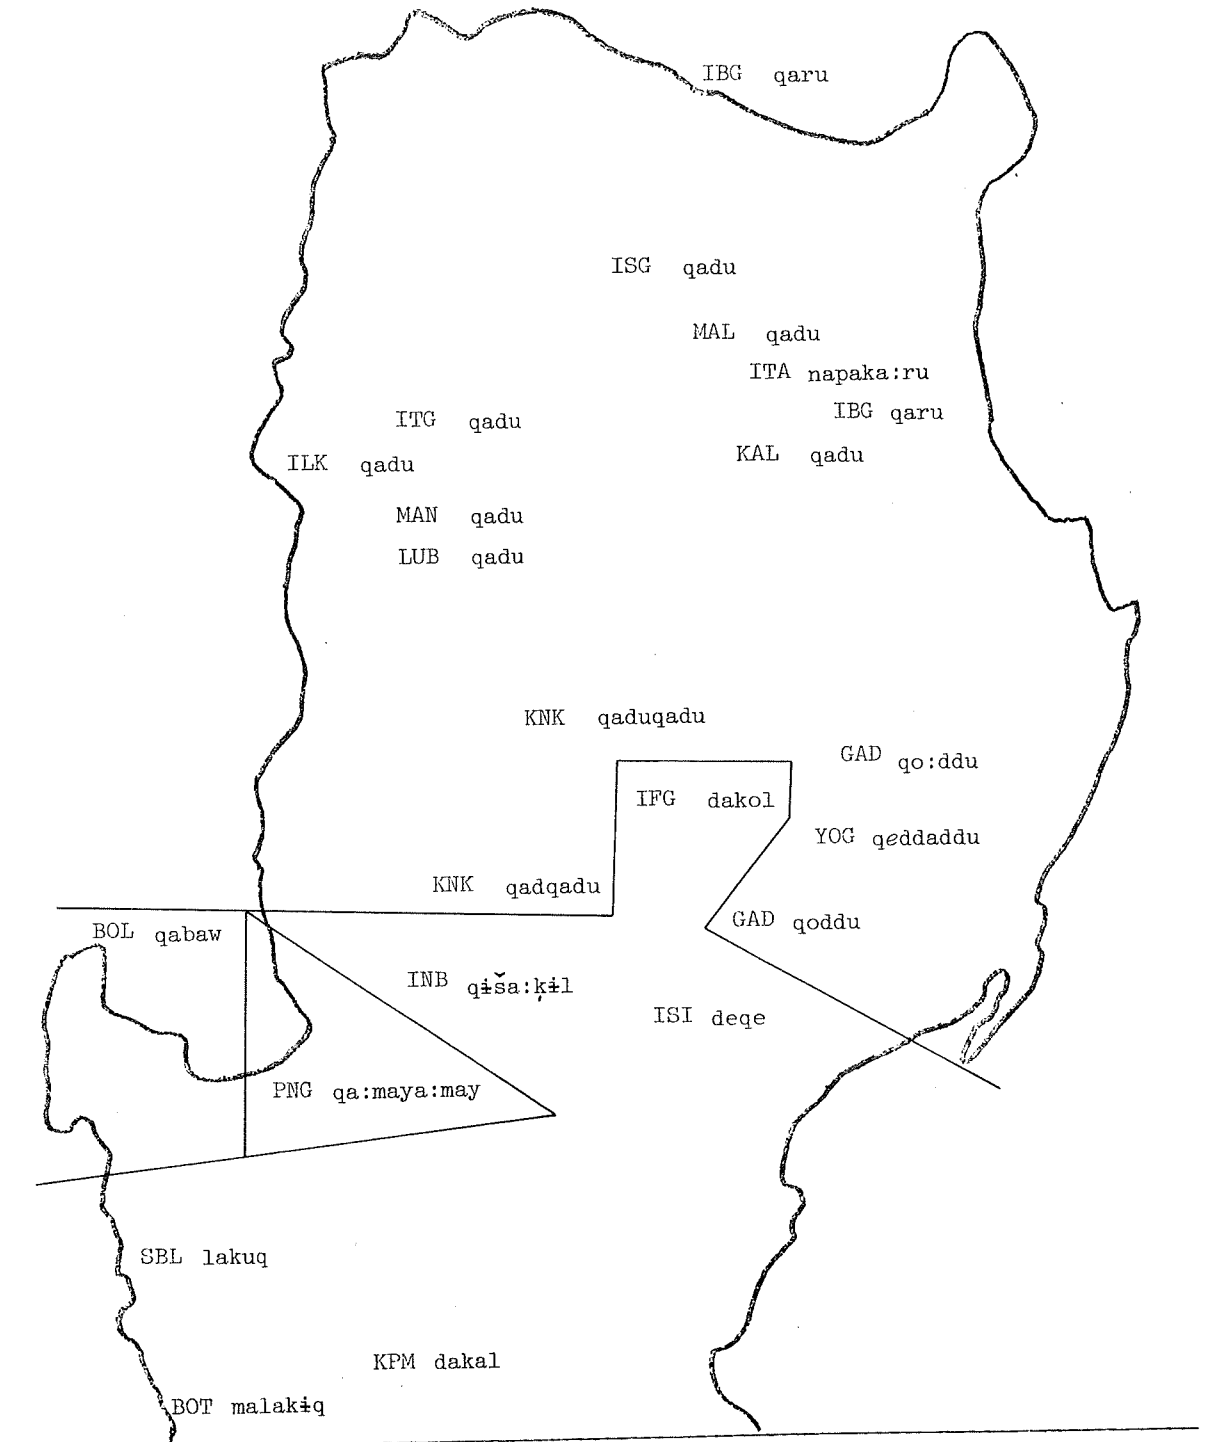 IBG qaru
ISG qadu
MAL qadu
ITA napaka:ru
IBG qaru
ITG qadu
KAL qadu
ILK qadu
MAN qadu
LUB qadu
KNK qaduqadu
GAD qo:ddu
IFG dakol
YOG qeddaddu
KNK qadqadu
GAD qoddu
BOL qabaw
INB qɨša:ḳɨl
ISI deqe
PNG qa:maya:may
SBL lakuq
KPM dakal
BOT malakɨq